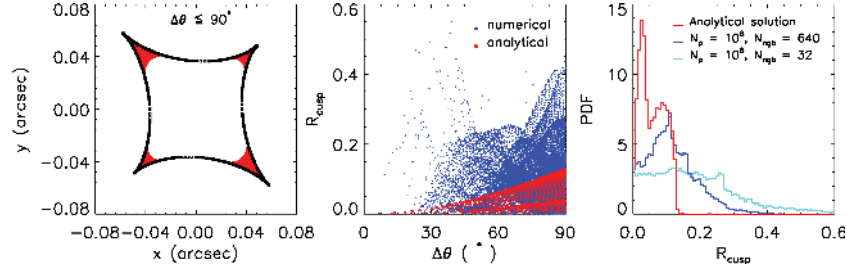 Δθ ≤ 90°
0.08
0.04
0.00
-0.04
-0.08
y (arcsec)
-0.08-0.04 0.00 0.04 0.08
x (arcsec)
numerical
analytical
0.6
0.4
0.2
0.0
R_cusp
0 30 60 90
Δθ (°)
Analytical solution
N_p = 10^8, N_ngb = 640
N_p = 10^8, N_ngb = 32
15
10
5
0
PDF
0.0 0.2 0.4 0.6
R_cusp